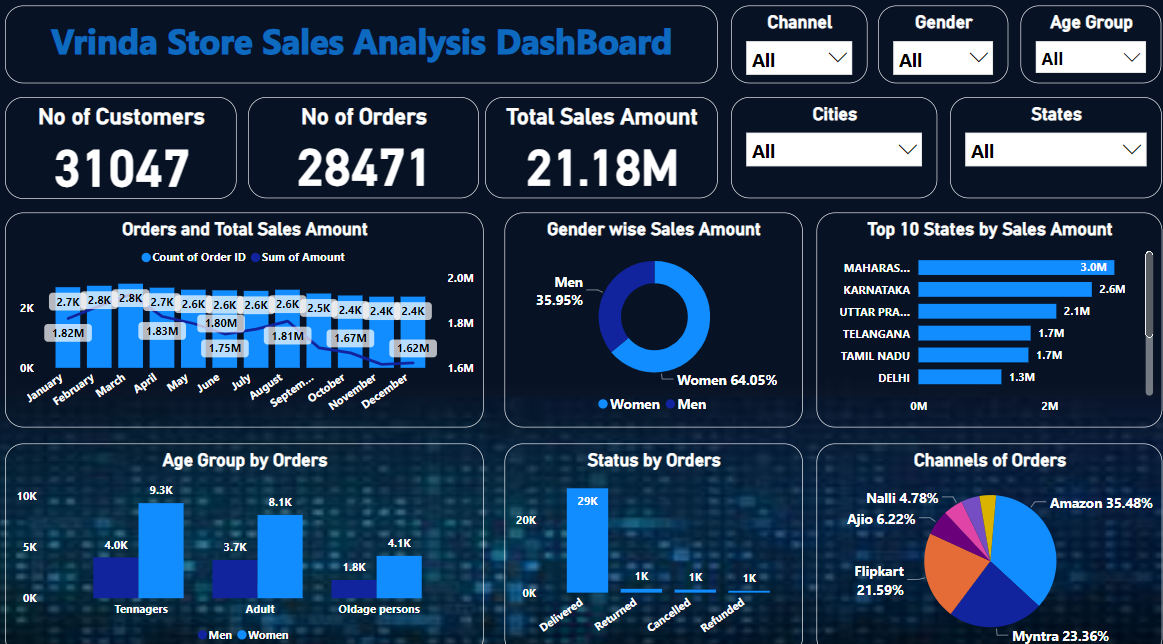 Vrinda Store Sales Analysis DashBoard
Channel
All
Gender
All
Age Group
All
No of Customers
31047
No of Orders
28471
Total Sales Amount
21.18M
Cities
All
States
All
Orders and Total Sales Amount
Count of Order ID Sum of Amount
2.0M
1.8M
1.6M
2K
0K
2.7K 2.8K 2.8K 2.7K 2.6K 2.6K 2.6K 2.6K 2.5K 2.4K 2.4K 2.4K
1.82M 1.83M 1.80M 1.75M 1.81M 1.67M 1.62M
January February March April May June July August Septem... October November December
Gender wise Sales Amount
Men
35.95%
Women 64.05%
Women Men
Top 10 States by Sales Amount
MAHARAS... 3.0M
KARNATAKA 2.6M
UTTAR PRA... 2.1M
TELANGANA 1.7M
TAMIL NADU 1.7M
DELHI 1.3M
0M 2M
Age Group by Orders
10K
5K
0K
4.0K 9.3K 3.7K 8.1K 1.8K 4.1K
Tennagers Adult Oldage persons
Men Women
Status by Orders
20K
0K
29K 1K 1K 1K
Delivered Returned Cancelled Refunded
Channels of Orders
Nalli 4.78%
Amazon 35.48%
Ajio 6.22%
Flipkart
21.59%
Myntra 23.36%